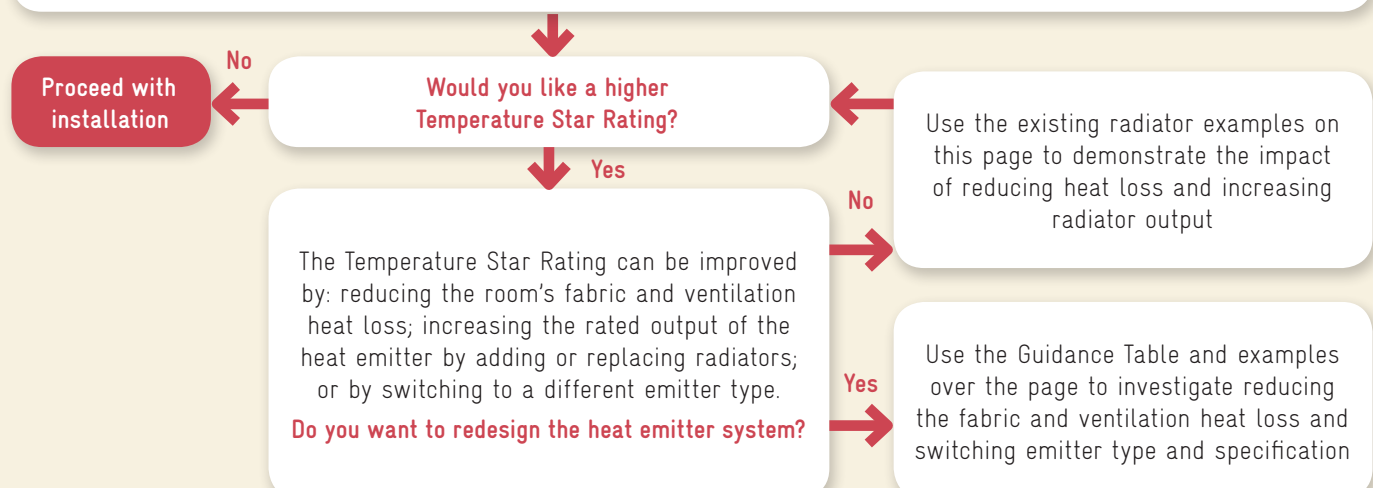 No
Proceed with
installation
Would you like a higher
Temperature Star Rating?
Yes
The Temperature Star Rating can be improved
by: reducing the room's fabric and ventilation
heat loss; increasing the rated output of the
heat emitter by adding or replacing radiators;
or by switching to a different emitter type.
Do you want to redesign the heat emitter system?
No
Use the existing radiator examples on
this page to demonstrate the impact
of reducing heat loss and increasing
radiator output
Yes
Use the Guidance Table and examples
over the page to investigate reducing
the fabric and ventilation heat loss and
switching emitter type and specification